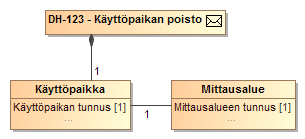 DH-123 - Käyttöpaikan poisto
1
Käyttöpaikka
Käyttöpaikan tunnus [1]
...
1
Mittausalue
Mittausalueen tunnus [1]
...